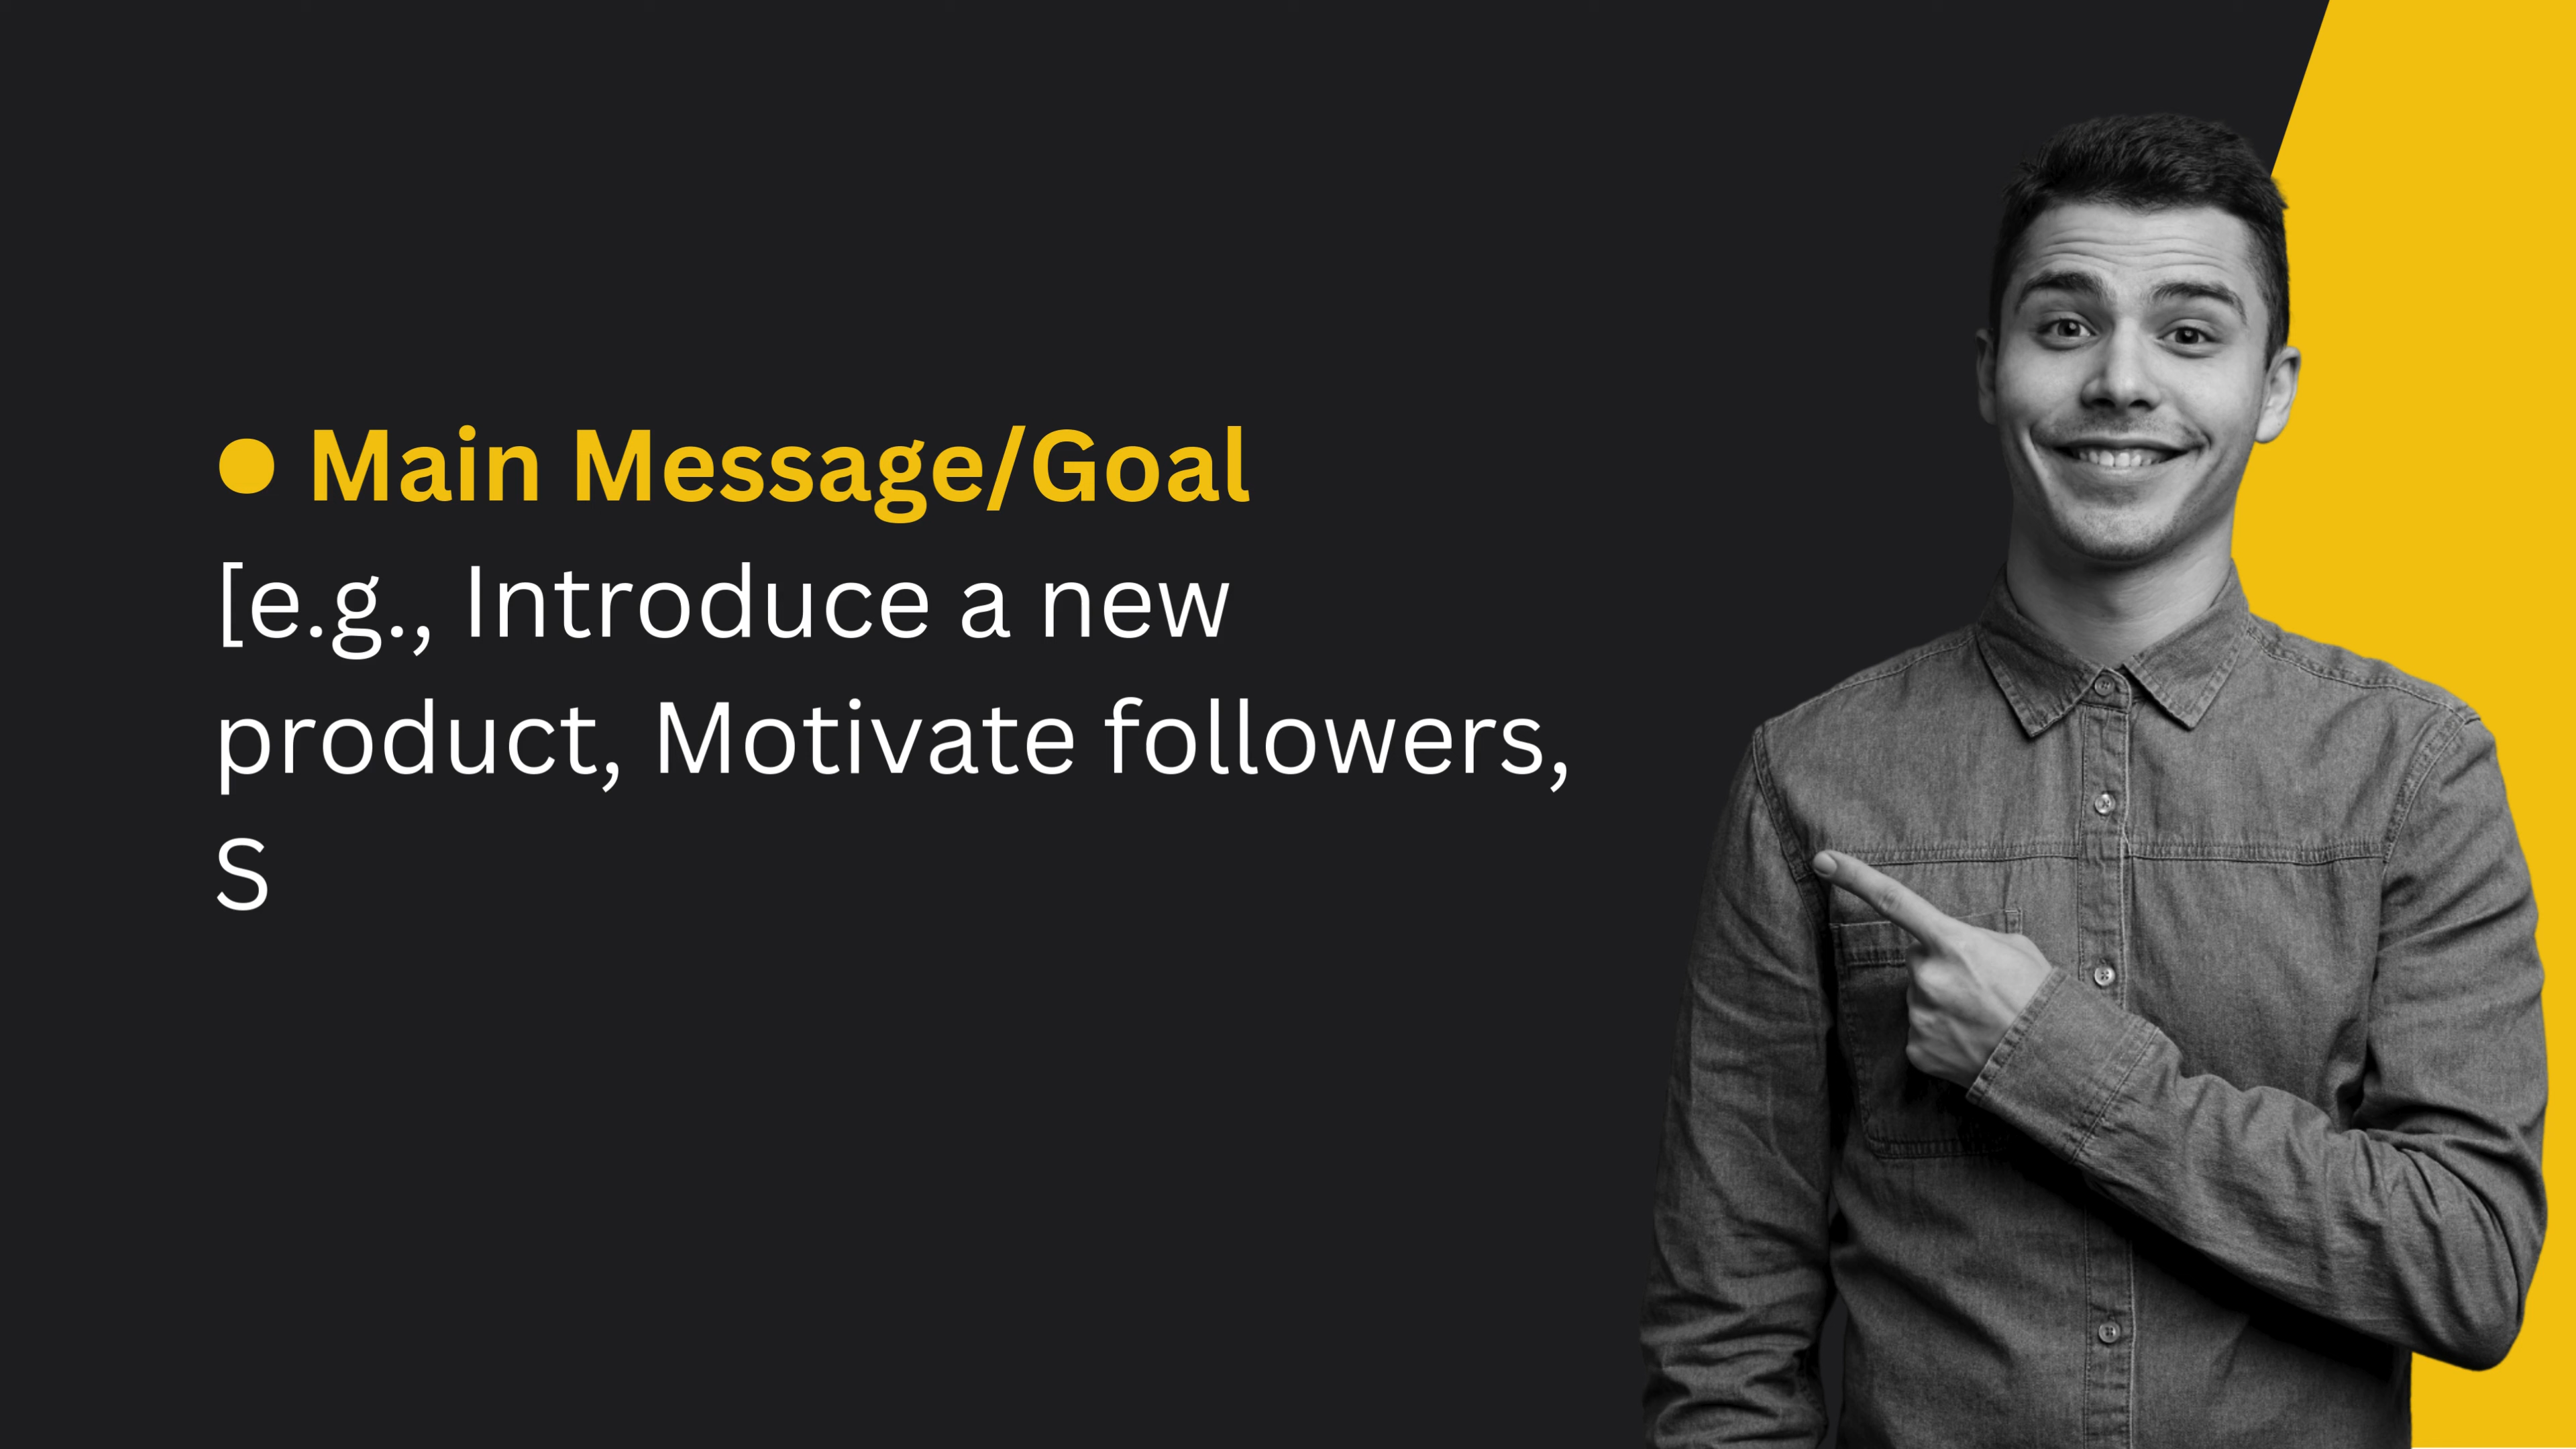 ● Main Message/Goal
[e.g., Introduce a new
product, Motivate followers,
S